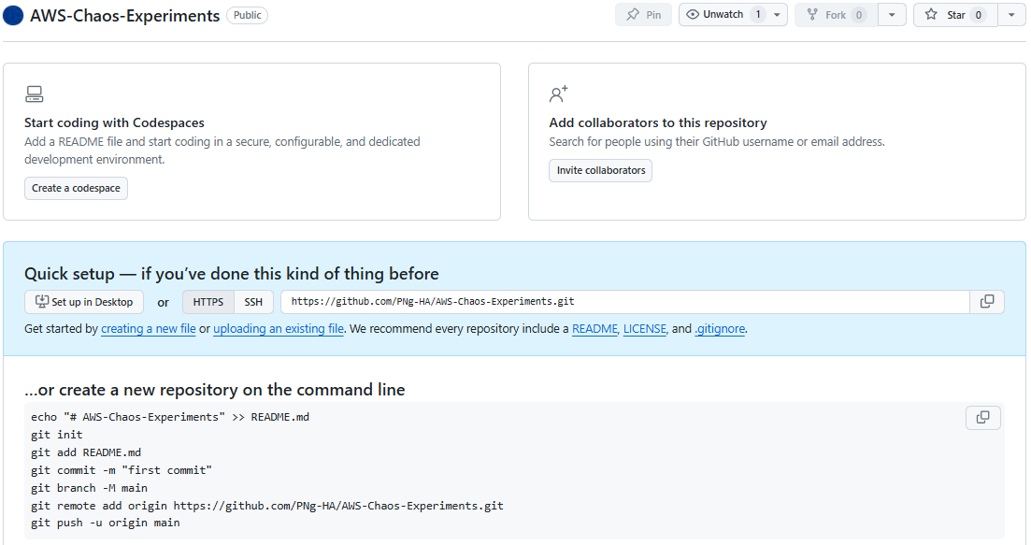 AWS-Chaos-Experiments Public Pin Unwatch 1 Fork 0 Star 0
Start coding with Codespaces
Add a README file and start coding in a secure, configurable, and dedicated
development environment.
Create a codespace
Add collaborators to this repository
Search for people using their GitHub username or email address.
Invite collaborators
Quick setup — if you’ve done this kind of thing before
Set up in Desktop or HTTPS SSH https://github.com/PNg-HA/AWS-Chaos-Experiments.git
Get started by creating a new file or uploading an existing file. We recommend every repository include a README, LICENSE, and .gitignore.
...or create a new repository on the command line
echo "# AWS-Chaos-Experiments" >> README.md
git init
git add README.md
git commit -m "first commit"
git branch -M main
git remote add origin https://github.com/PNg-HA/AWS-Chaos-Experiments.git
git push -u origin main